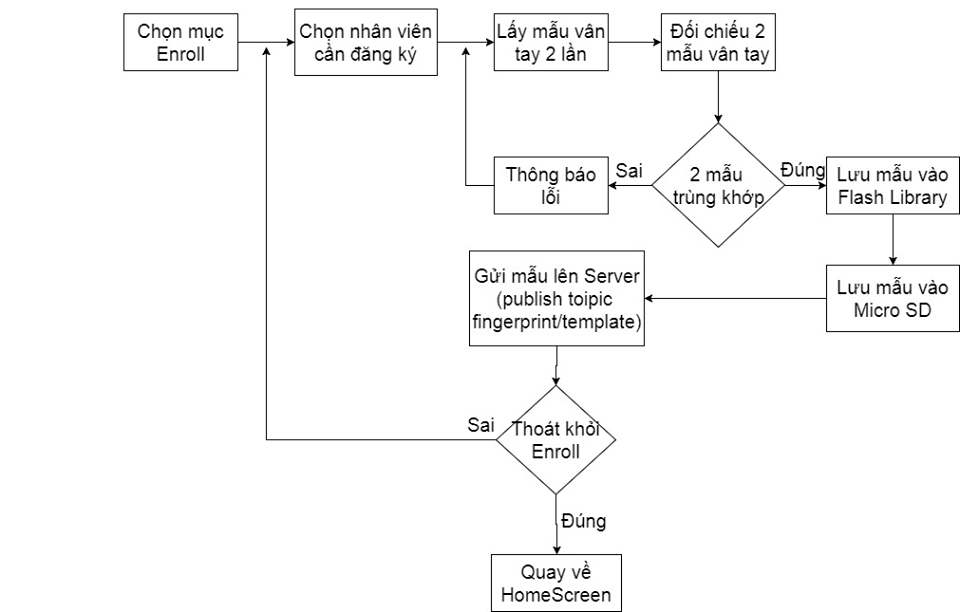 Chọn mục
Enroll
Chọn nhân viên
cần đăng ký
Lấy mẫu vân
tay 2 lần
Đối chiếu 2
mẫu vân tay
Thông báo
lỗi
Sai
2 mẫu
trùng khớp
Đúng
Lưu mẫu vào
Flash Library
Gửi mẫu lên Server
(publish toipic
fingerprint/template)
Lưu mẫu vào
Micro SD
Sai
Thoát khỏi
Enroll
Đúng
Quay về
HomeScreen